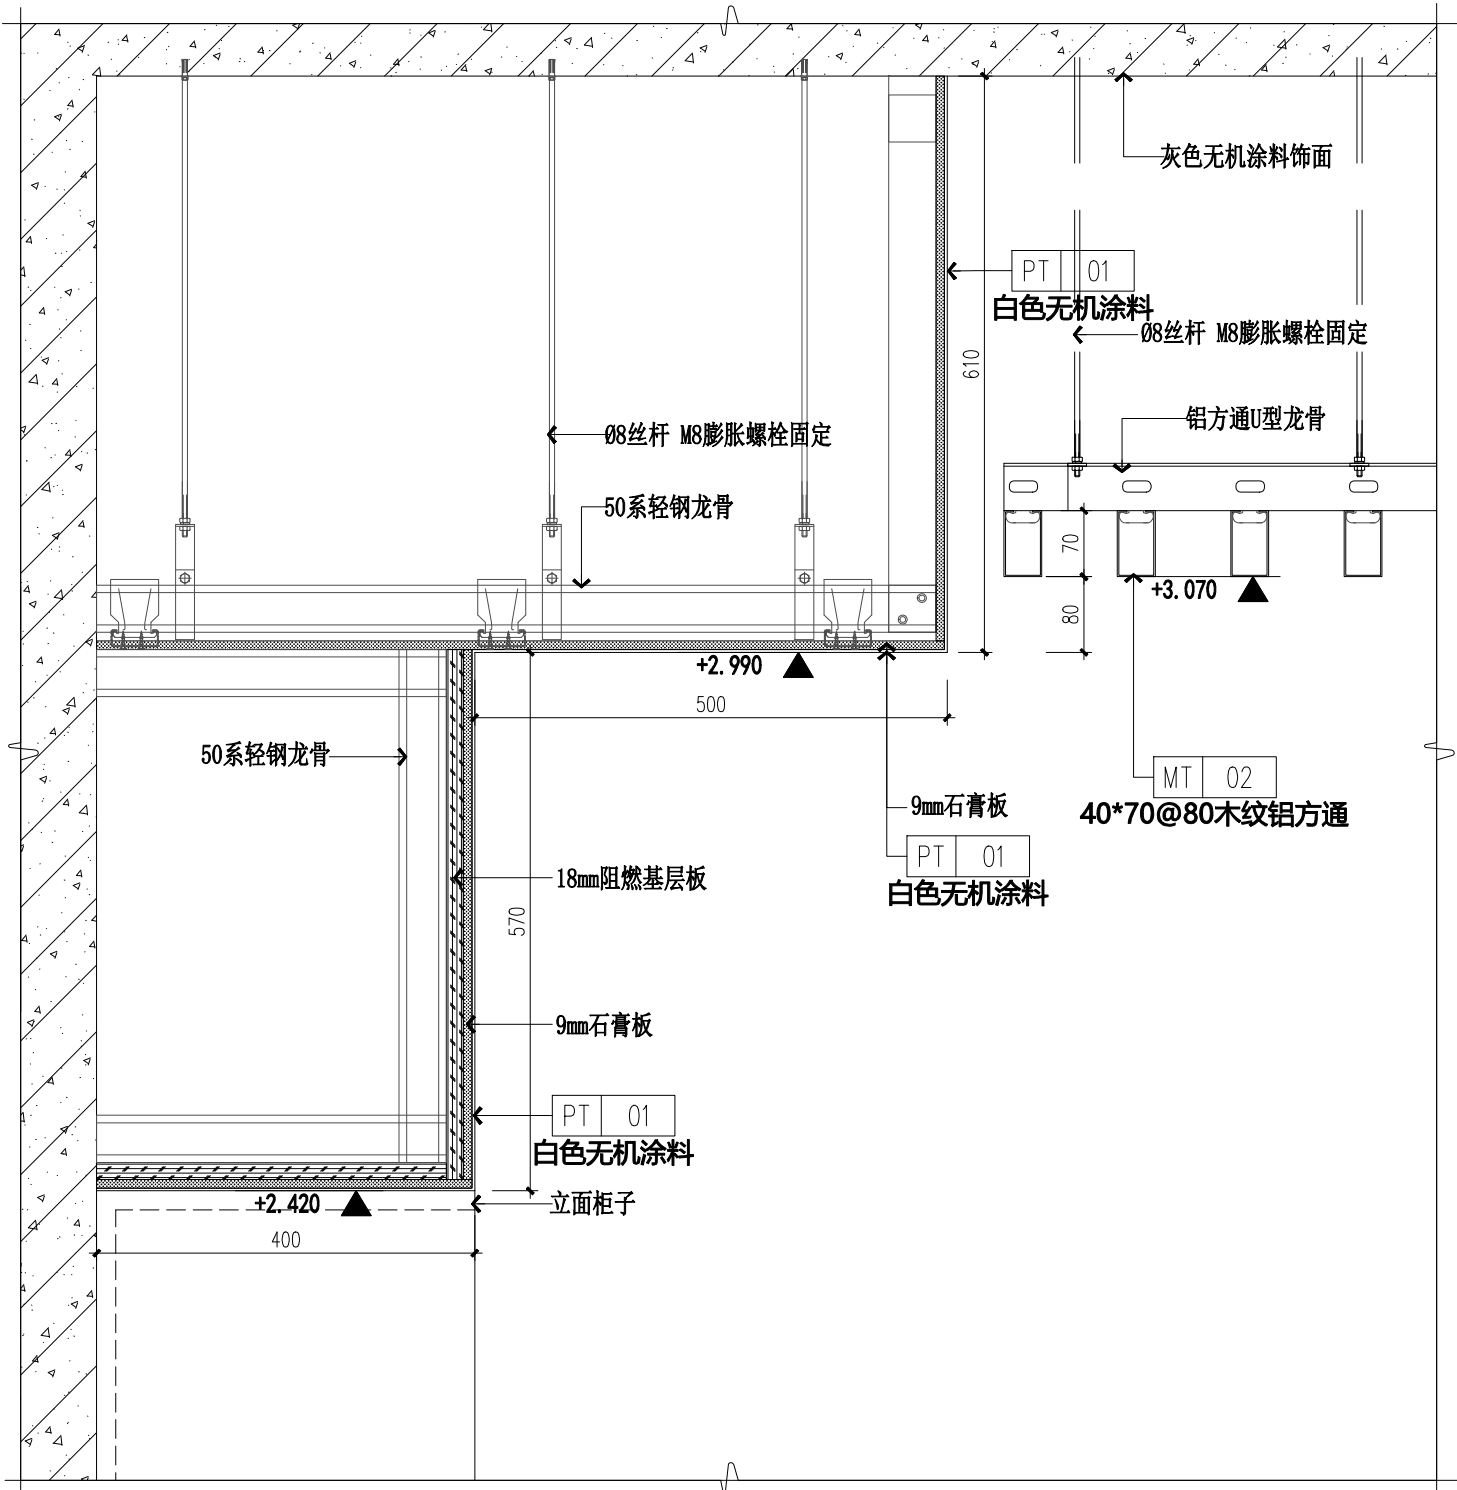 灰色无机涂料饰面
PT 01
白色无机涂料
Ø8丝杆 M8膨胀螺栓固定
610
铝方通U型龙骨
Ø8丝杆 M8膨胀螺栓固定
50系轻钢龙骨
70
+3.070
80
+2.990
500
50系轻钢龙骨
MT 02
40*70@80木纹铝方通
9mm石膏板
PT 01
白色无机涂料
18mm阻燃基层板
570
9mm石膏板
PT 01
白色无机涂料
+2.420
立面柜子
400